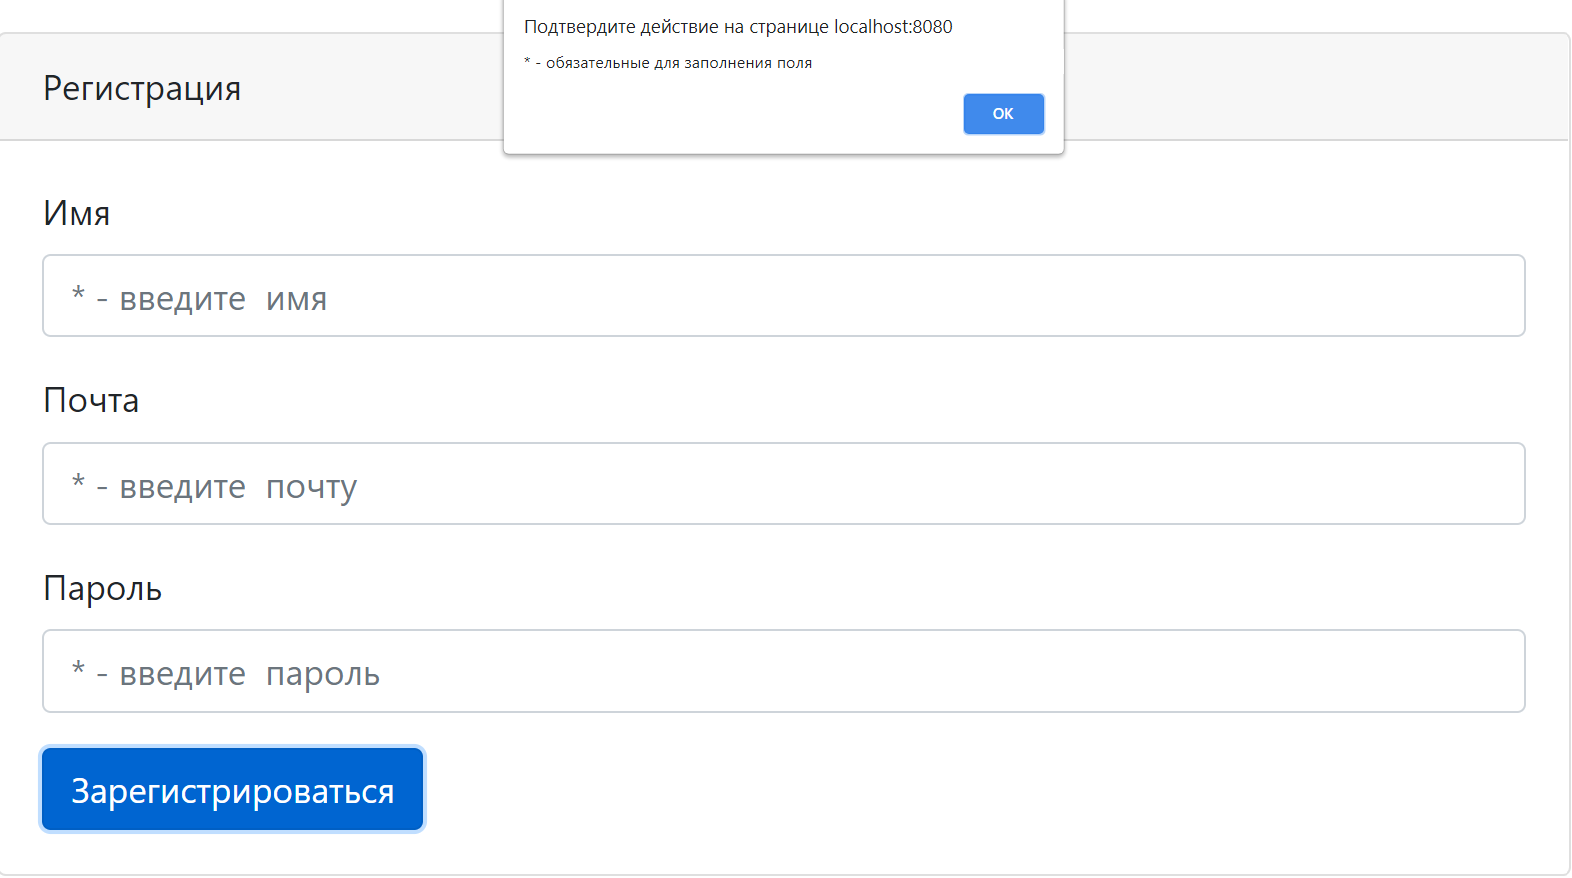 Подтвердите действие на странице localhost:8080
* - обязательные для заполнения поля
ОК
Регистрация
Имя
* - введите имя
Почта
* - введите почту
Пароль
* - введите пароль
Зарегистрироваться